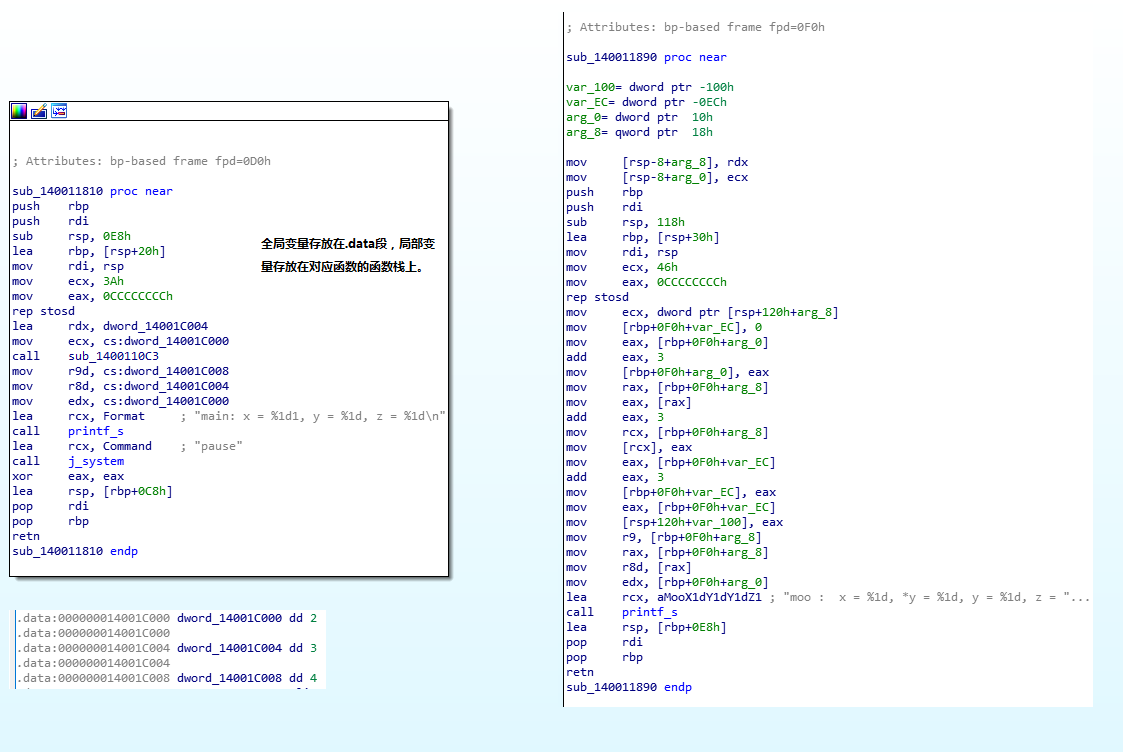 ; Attributes: bp-based frame fpd=0D0h
sub_140011810 proc near
push rbp
push rdi
sub rsp, 0E8h
lea rbp, [rsp+20h]
mov rdi, rsp
mov ecx, 3Ah
mov eax, 0CCCCCCCCh
rep stosd
lea rdx, dword_14001C004
mov ecx, cs:dword_14001C000
call sub_1400110C3
mov r9d, cs:dword_14001C008
mov r8d, cs:dword_14001C004
mov edx, cs:dword_14001C000
lea rcx, Format ; "main: x = %1d1, y = %1d, z = %1d\n"
call printf_s
lea rcx, Command ; "pause"
call j_system
xor eax, eax
lea rsp, [rbp+0C8h]
pop rdi
pop rbp
retn
sub_140011810 endp
全局变量存放在.data段，局部变
量存放在对应函数的函数栈上。
.data:000000014001C000 dword_14001C000 dd 2
.data:000000014001C000
.data:000000014001C004 dword_14001C004 dd 3
.data:000000014001C004
.data:000000014001C008 dword_14001C008 dd 4
; Attributes: bp-based frame fpd=0F0h
sub_140011890 proc near
var_100= dword ptr -100h
var_EC= dword ptr -0ECh
arg_0= dword ptr 10h
arg_8= qword ptr 18h
mov [rsp-8+arg_8], rdx
mov [rsp-8+arg_0], ecx
push rbp
push rdi
sub rsp, 118h
lea rbp, [rsp+30h]
mov rdi, rsp
mov ecx, 46h
mov eax, 0CCCCCCCCh
rep stosd
mov ecx, dword ptr [rsp+120h+arg_8]
mov [rbp+0F0h+var_EC], 0
mov eax, [rbp+0F0h+arg_0]
add eax, 3
mov [rbp+0F0h+arg_0], eax
mov rax, [rbp+0F0h+arg_8]
mov eax, [rax]
add eax, 3
mov rcx, [rbp+0F0h+arg_8]
mov [rcx], eax
mov eax, [rbp+0F0h+var_EC]
add eax, 3
mov [rbp+0F0h+var_EC], eax
mov eax, [rbp+0F0h+var_EC]
mov [rsp+120h+var_100], eax
mov r9, [rbp+0F0h+arg_8]
mov rax, [rbp+0F0h+arg_8]
mov r8d, [rax]
mov edx, [rbp+0F0h+arg_0]
lea rcx, aMooX1dY1dY1dZ1 ; "moo : x = %1d, *y = %1d, y = %1d, z = "...
call printf_s
lea rsp, [rbp+0E8h]
pop rdi
pop rbp
retn
sub_140011890 endp